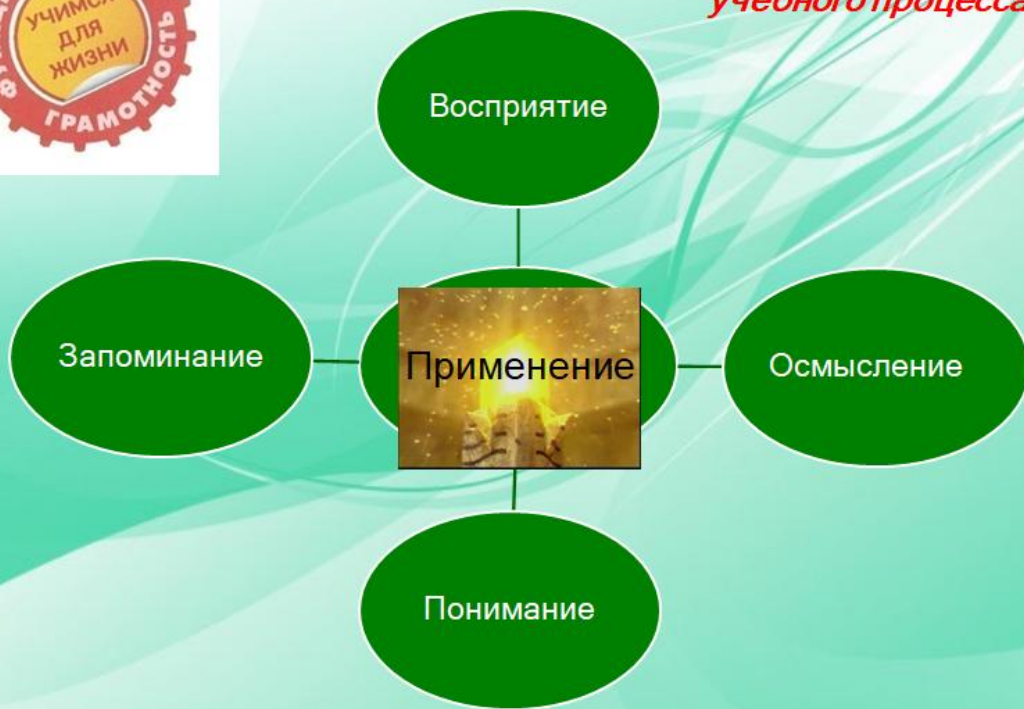 учебного процесса
УЧИМСЯ
ДЛЯ
ЖИЗНИ
ГРАМОТНОСТЬ
Восприятие
Запоминание
Применение
Осмысление
Понимание